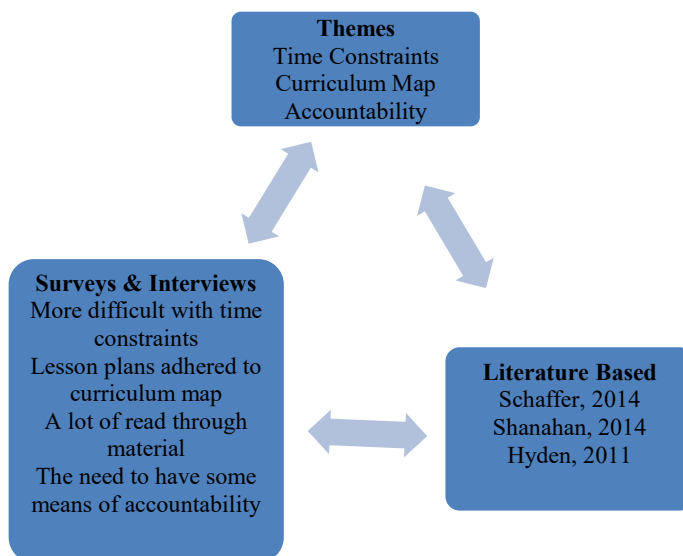 Themes
Time Constraints
Curriculum Map
Accountability
Surveys & Interviews
More difficult with time
constraints
Lesson plans adhered to
curriculum map
A lot of read through
material
The need to have some
means of accountability
Literature Based
Schaffer, 2014
Shanahan, 2014
Hyden, 2011